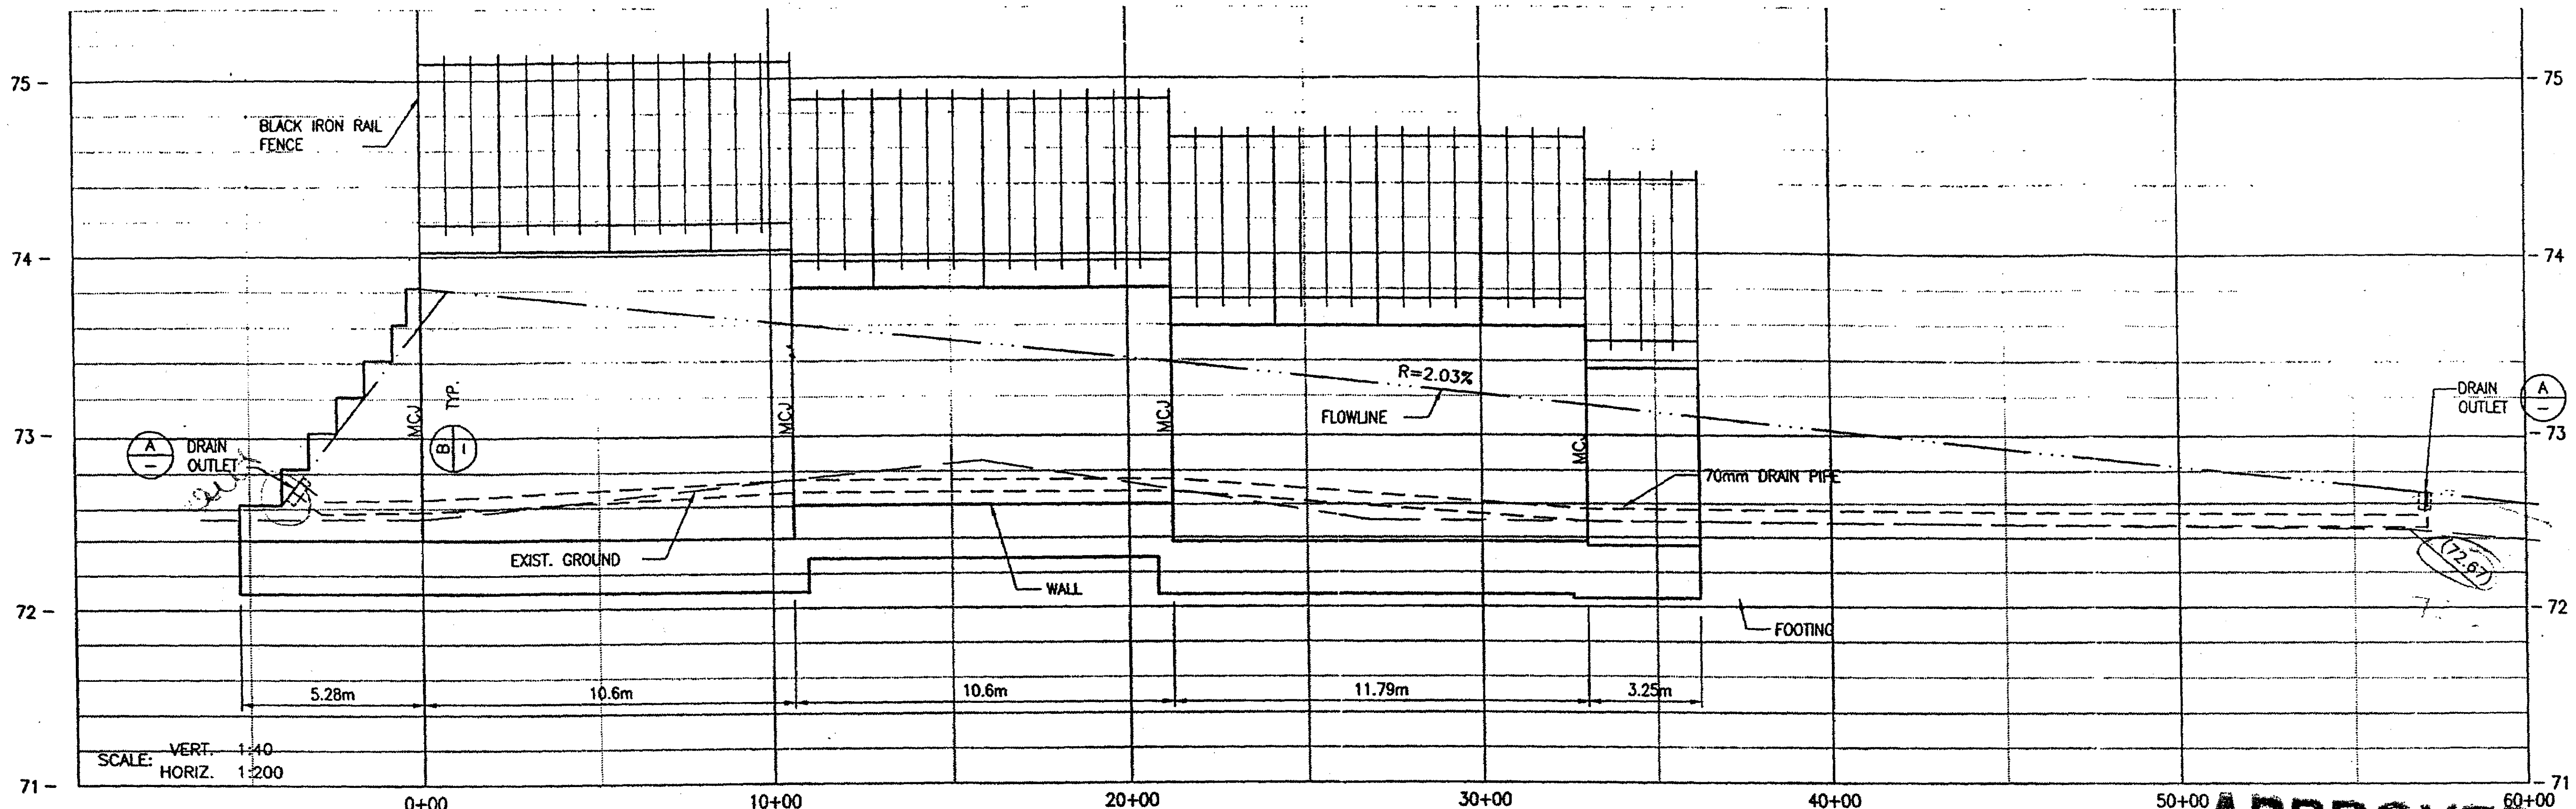 75 -
- 75
BLACK IRON RAIL
FENCE
74 -
- 74
R=2.03%
FLOWLINE
DRAIN
OUTLET
A
-
MCJ
B
-
TYP.
MCJ
MCJ
MCJ
73 -
- 73
A
-
DRAIN
OUTLET
70mm DRAIN PIPE
EXIST. GROUND
WALL
(72.67)
72 -
- 72
FOOTING
5.28m
10.6m
10.6m
11.79m
3.25m
SCALE: VERT. 1:40
HORIZ. 1:200
71 -
- 71
0+00
10+00
20+00
30+00
40+00
50+00
60+00